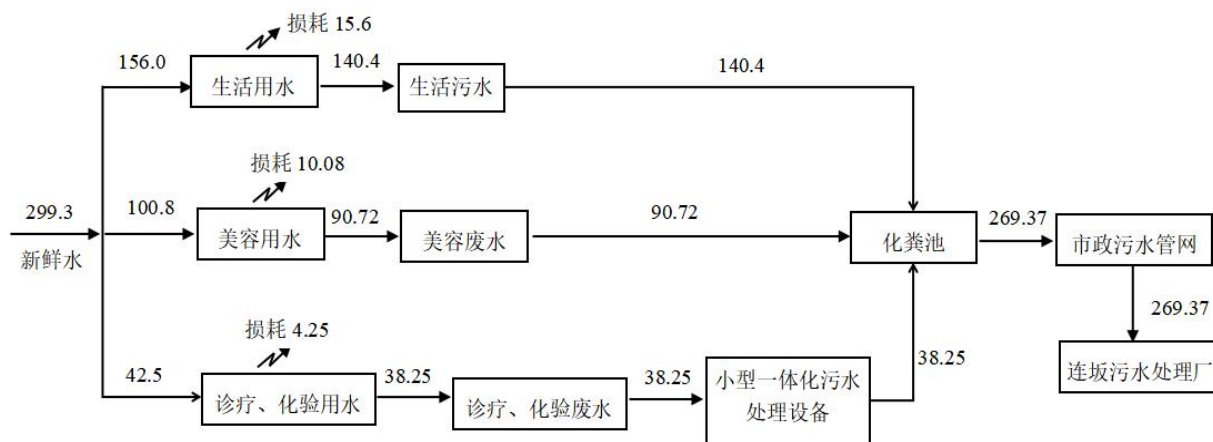 损耗 15.6
156.0
生活用水
140.4
生活污水
140.4
损耗 10.08
299.3
新鲜水
100.8
美容用水
90.72
美容废水
90.72
化粪池
269.37
市政污水管网
269.37
连坂污水处理厂
损耗 4.25
42.5
诊疗、化验用水
38.25
诊疗、化验废水
38.25
小型一体化污水
处理设备
38.25